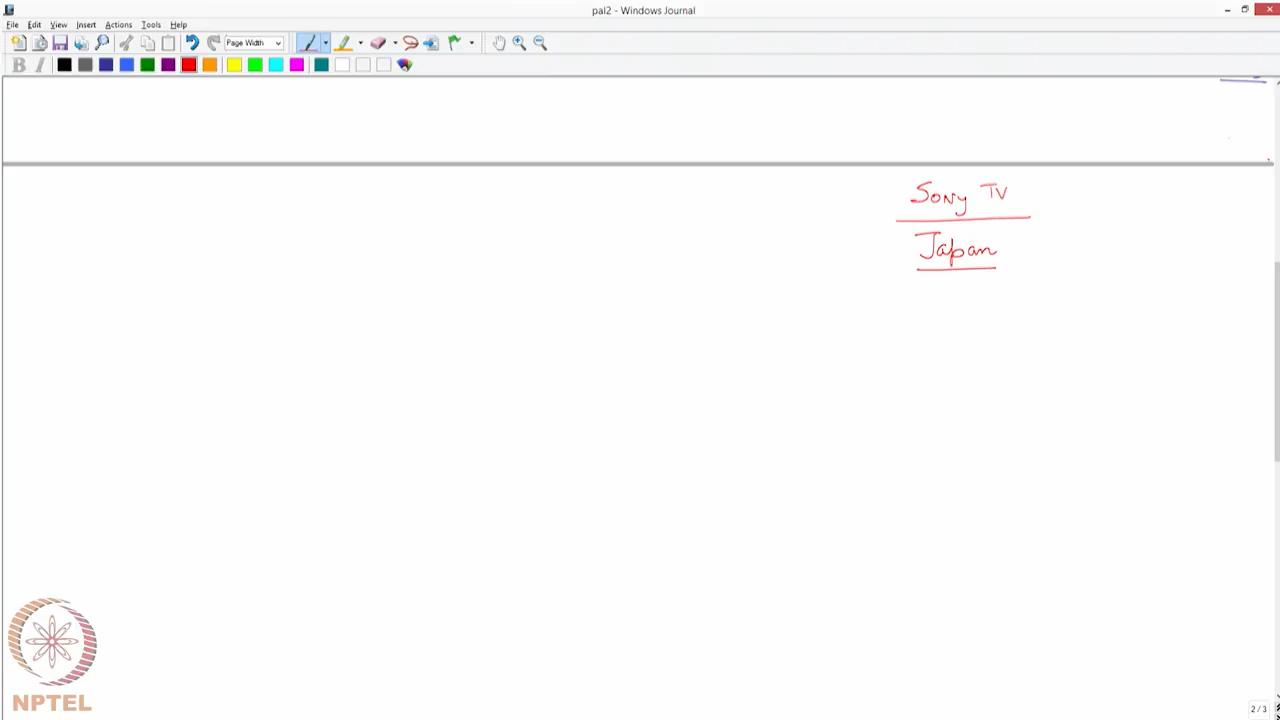 pal2 - Windows Journal
File Edit View Insert Actions Tools Help
Page Width
B I
Sony TV
Japan
NPTEL
2 / 3